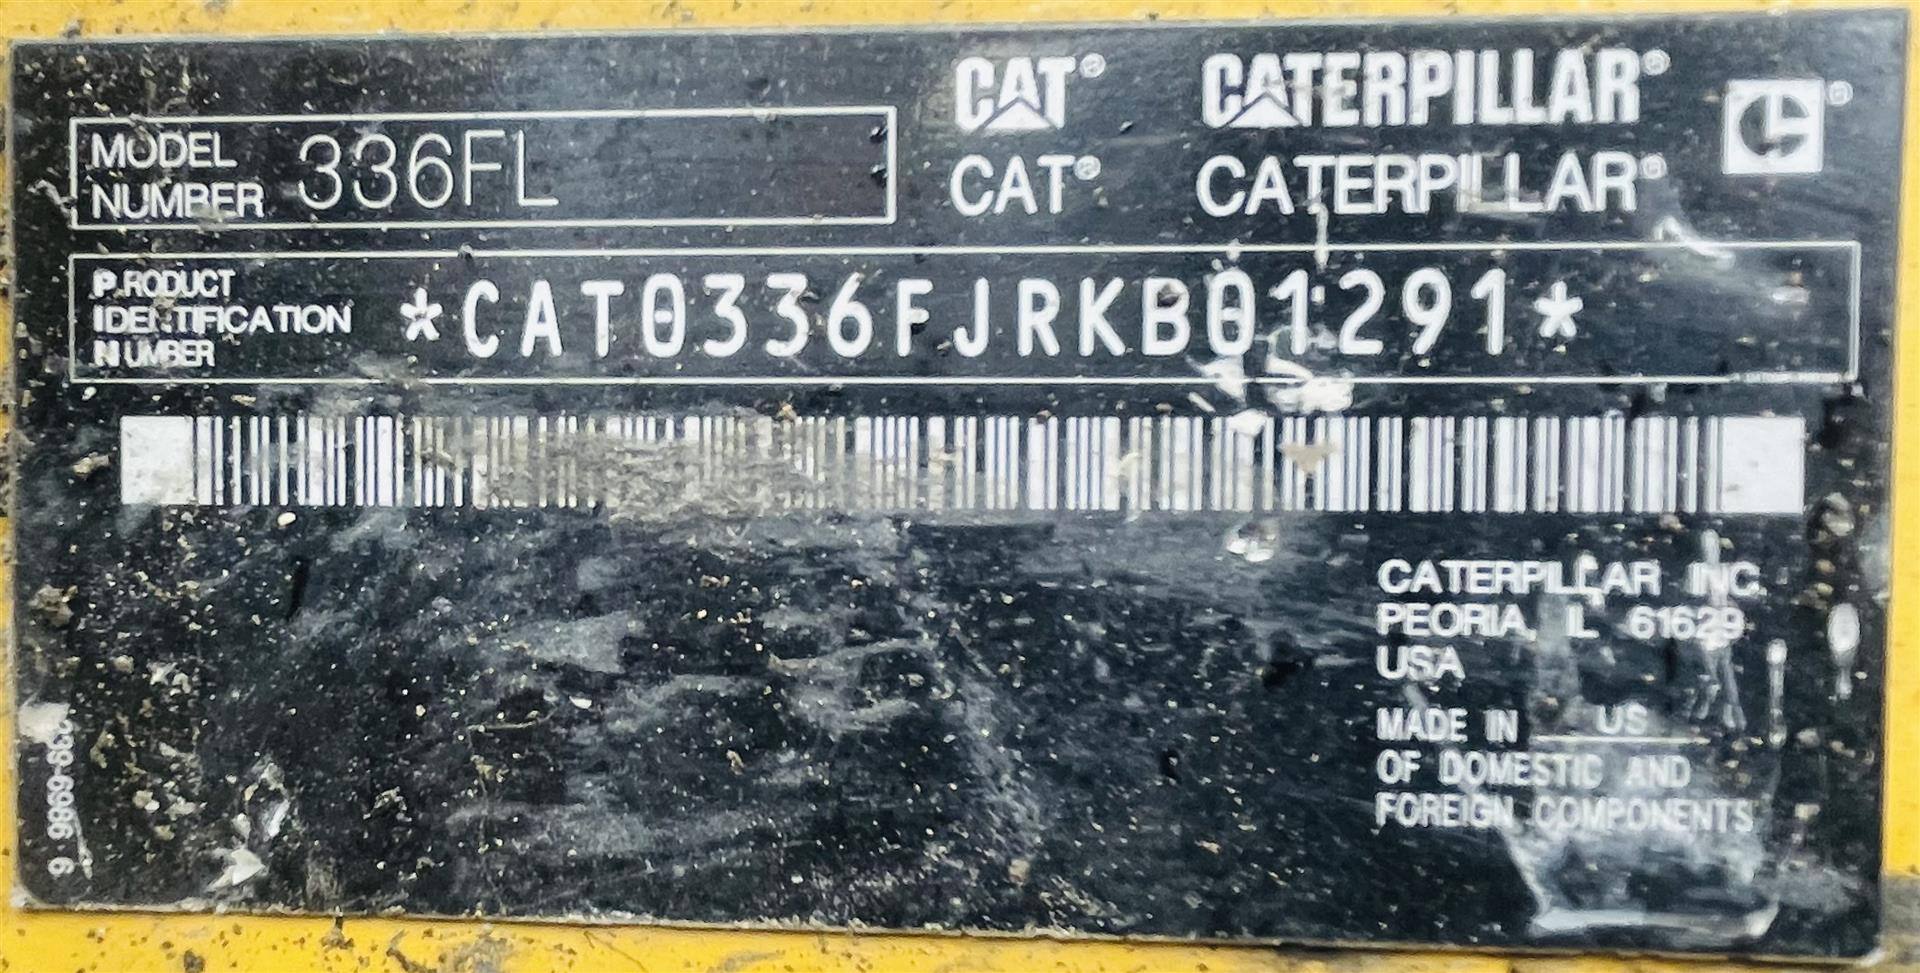 CAT® CATERPILLAR®
MODEL NUMBER 336FL
CAT® CATERPILLAR®
PRODUCT
IDENTIFICATION
NUMBER
*CAT0336FJRKB01291*
CATERPILLAR INC.
PEORIA, IL 61629
USA
MADE IN US
OF DOMESTIC AND
FOREIGN COMPONENTS